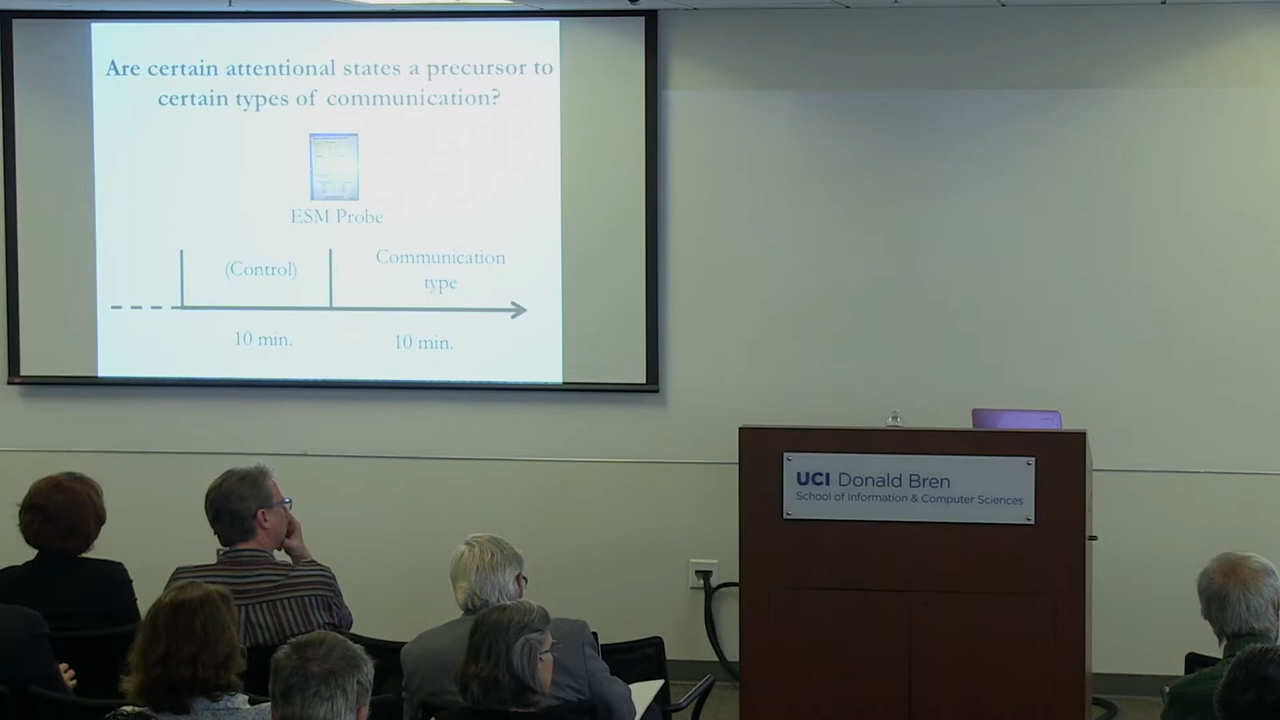 Are certain attentional states a precursor to
certain types of communication?
ESM Probe
(Control)
Communication
type
10 min.
10 min.
UCI Donald Bren
School of Information & Computer Sciences